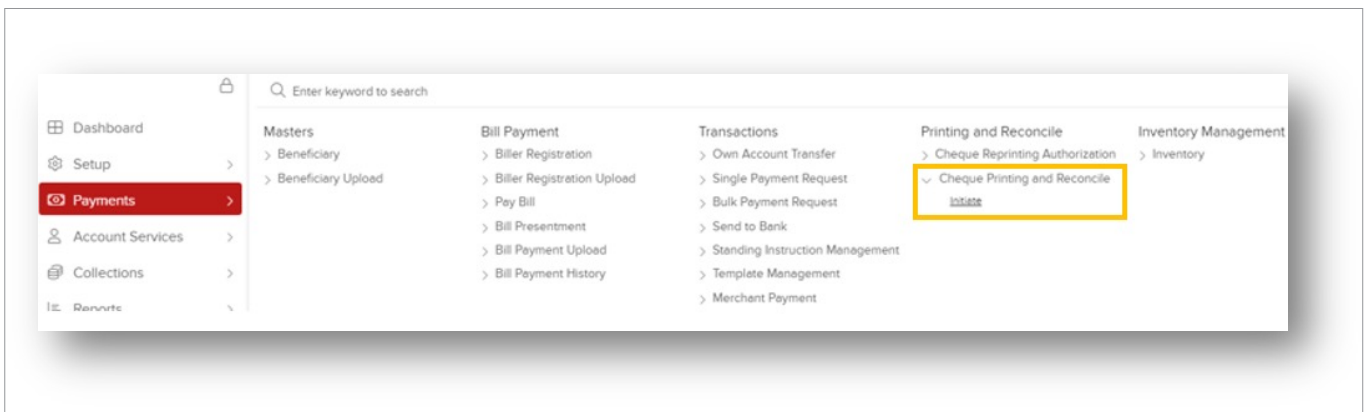 Enter keyword to search
Dashboard
Setup
Payments
Account Services
Collections
Reports
Masters
Beneficiary
Beneficiary Upload
Bill Payment
Biller Registration
Biller Registration Upload
Pay Bill
Bill Presentment
Bill Payment Upload
Bill Payment History
Transactions
Own Account Transfer
Single Payment Request
Bulk Payment Request
Send to Bank
Standing Instruction Management
Template Management
Merchant Payment
Printing and Reconcile
Cheque Reprinting Authorization
Cheque Printing and Reconcile
Initiate
Inventory Management
Inventory